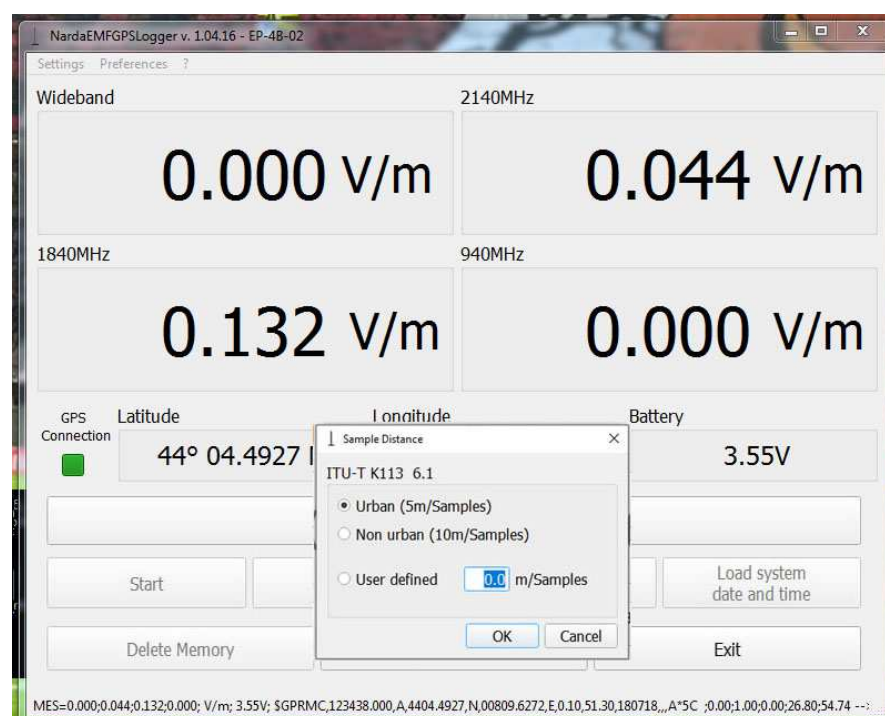 NardaEMFGPSLogger v. 1.04.16 - EP-4B-02
Settings Preferences ?
Wideband
2140MHz
0.000 V/m
0.044 V/m
1840MHz
940MHz
0.132 V/m
0.000 V/m
GPS Connection
Latitude
Longitude
Battery
44° 04.4927
3.55V
Sample Distance
ITU-T K113 6.1
Urban (5m/Samples)
Non urban (10m/Samples)
User defined 0.0 m/Samples
OK Cancel
Start
Load system
date and time
Delete Memory
Exit
MES=0.000;0.044;0.132;0.000; V/m; 3.55V; $GPRMC,123438.000,A,4404.4927,N,00809.6272,E,0.10,51.30,180718,,,A*5C ;0.00;1.00;0.00;26.80;54.74 --: